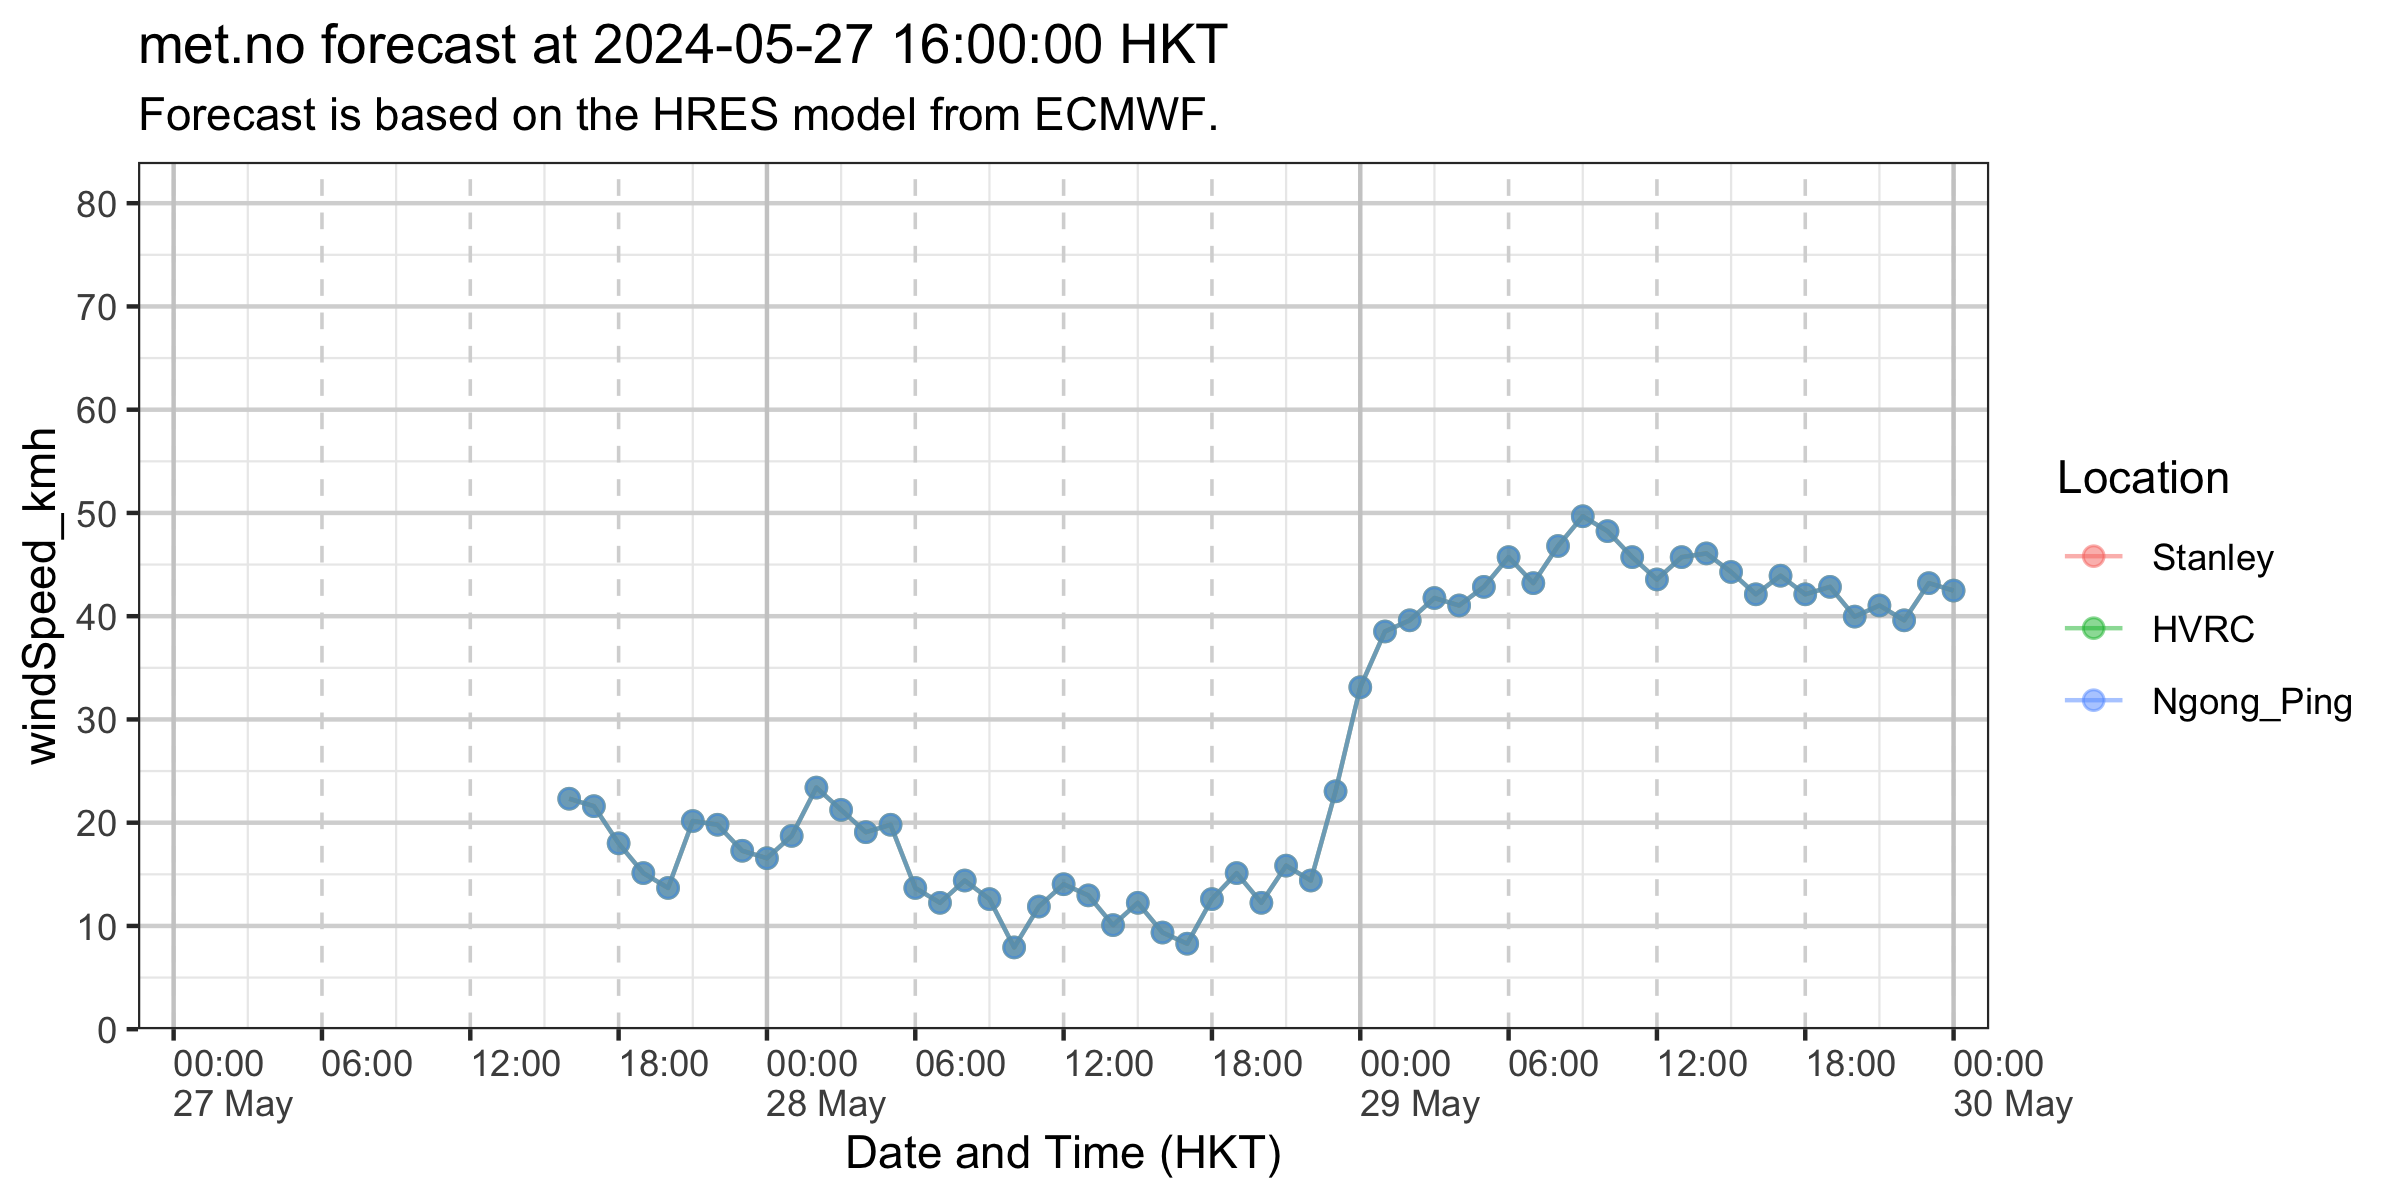 met.no forecast at 2024-05-27 16:00:00 HKT
Forecast is based on the HRES model from ECMWF.
windSpeed_kmh
80
70
60
50
40
30
20
10
0
00:00 06:00 12:00 18:00 00:00 06:00 12:00 18:00 00:00 06:00 12:00 18:00 00:00
27 May 28 May 29 May 30 May
Date and Time (HKT)
Location
Stanley
HVRC
Ngong_Ping